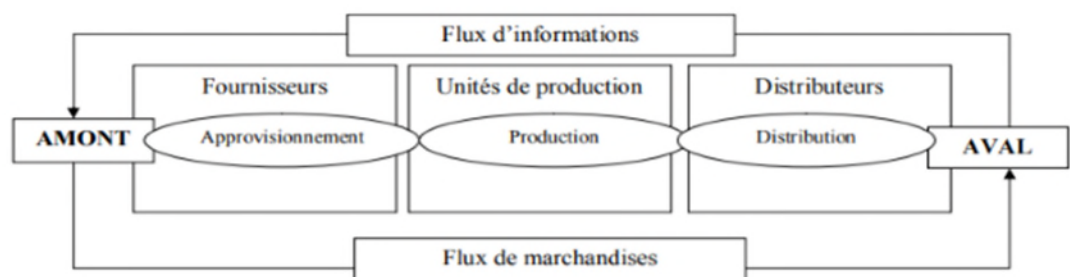 Flux d'informations
Fournisseurs
Unités de production
Distributeurs
AMONT
Approvisionnement
Production
Distribution
AVAL
Flux de marchandises